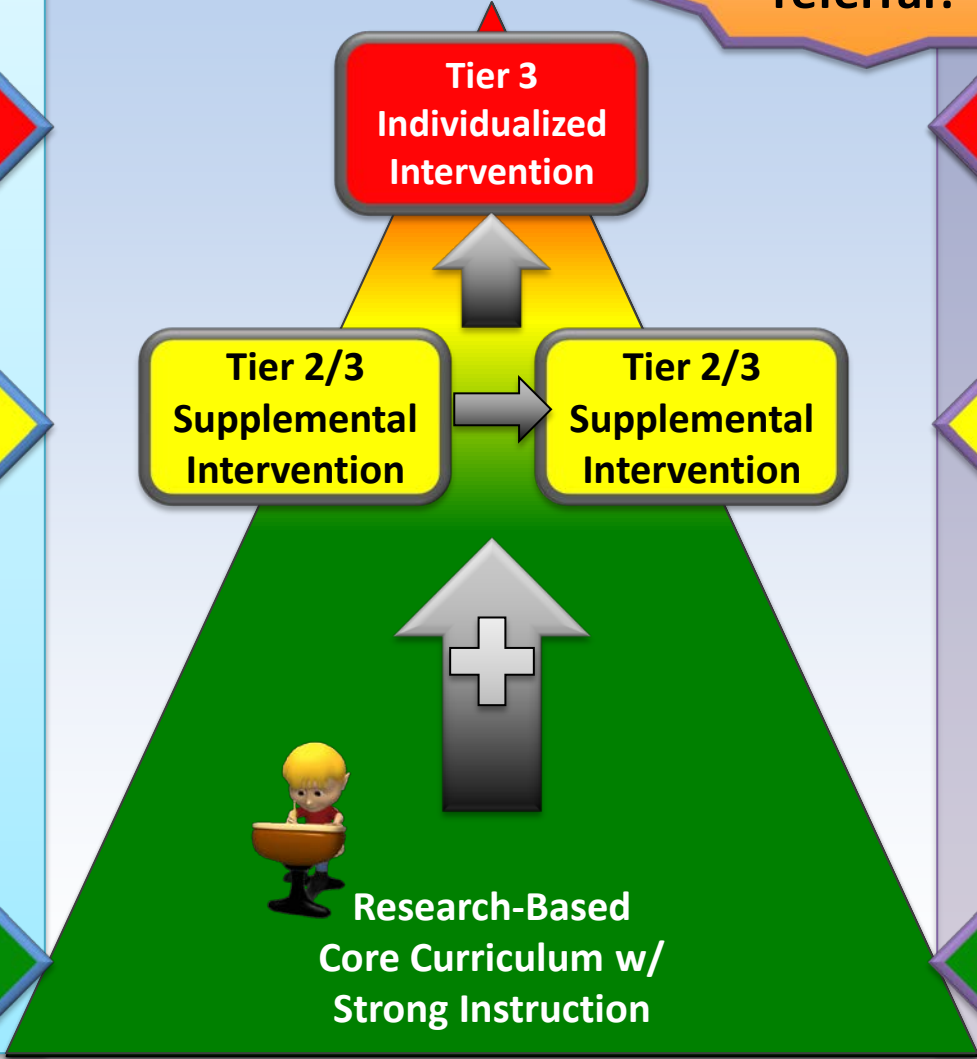 referral?
Tier 3
Individualized
Intervention
Tier 2/3
Supplemental
Intervention
Tier 2/3
Supplemental
Intervention
Research-Based
Core Curriculum w/
Strong Instruction